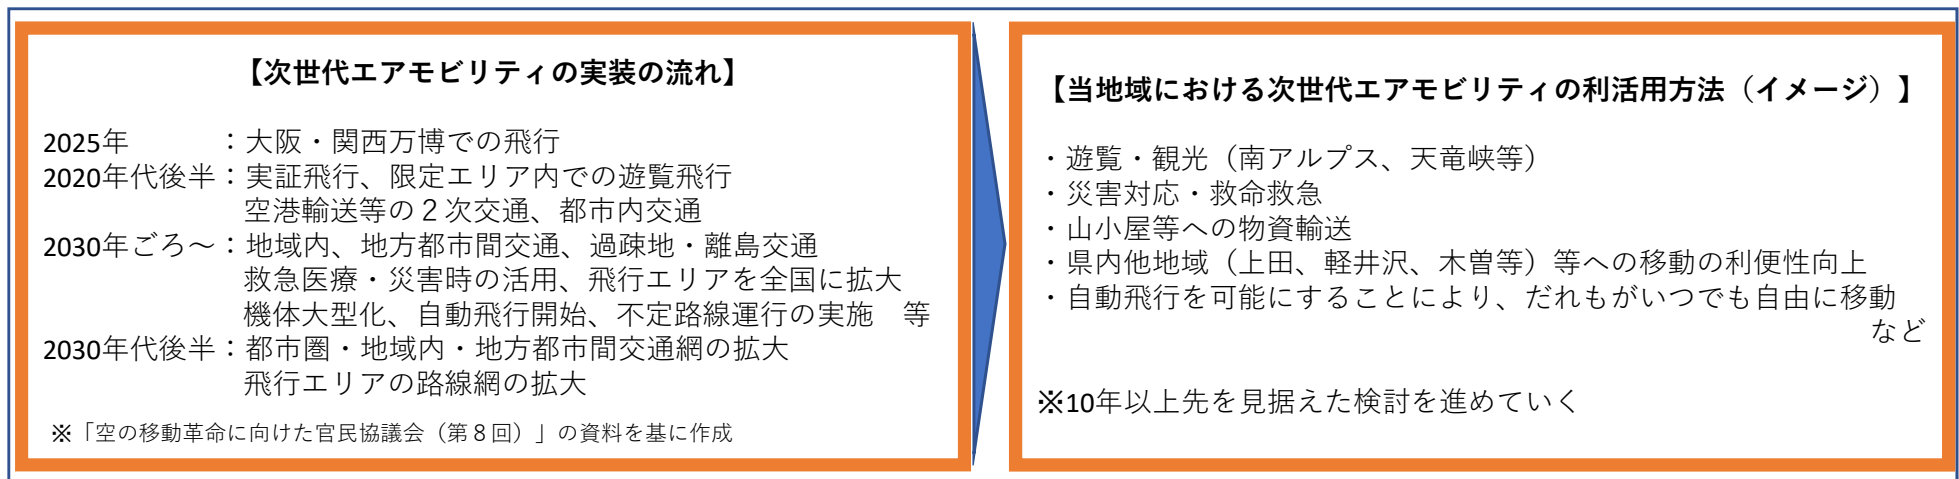 【次世代エアモビリティの実装の流れ】
2025年　　　：大阪・関西万博での飛行
2020年代後半：実証飛行、限定エリア内での遊覧飛行
空港輸送等の２次交通、都市内交通
2030年ごろ～：地域内、地方都市間交通、過疎地・離島交通
救急医療・災害時の活用、飛行エリアを全国に拡大
機体大型化、自動飛行開始、不定路線運行の実施　等
2030年代後半：都市圏・地域内・地方都市間交通網の拡大
飛行エリアの路線網の拡大
※「空の移動革命に向けた官民協議会（第８回）」の資料を基に作成
【当地域における次世代エアモビリティの利活用方法（イメージ）】
・遊覧・観光（南アルプス、天竜峡等）
・災害対応・救命救急
・山小屋等への物資輸送
・県内他地域（上田、軽井沢、木曽等）等への移動の利便性向上
・自動飛行を可能にすることにより、だれもがいつでも自由に移動
など
※10年以上先を見据えた検討を進めていく